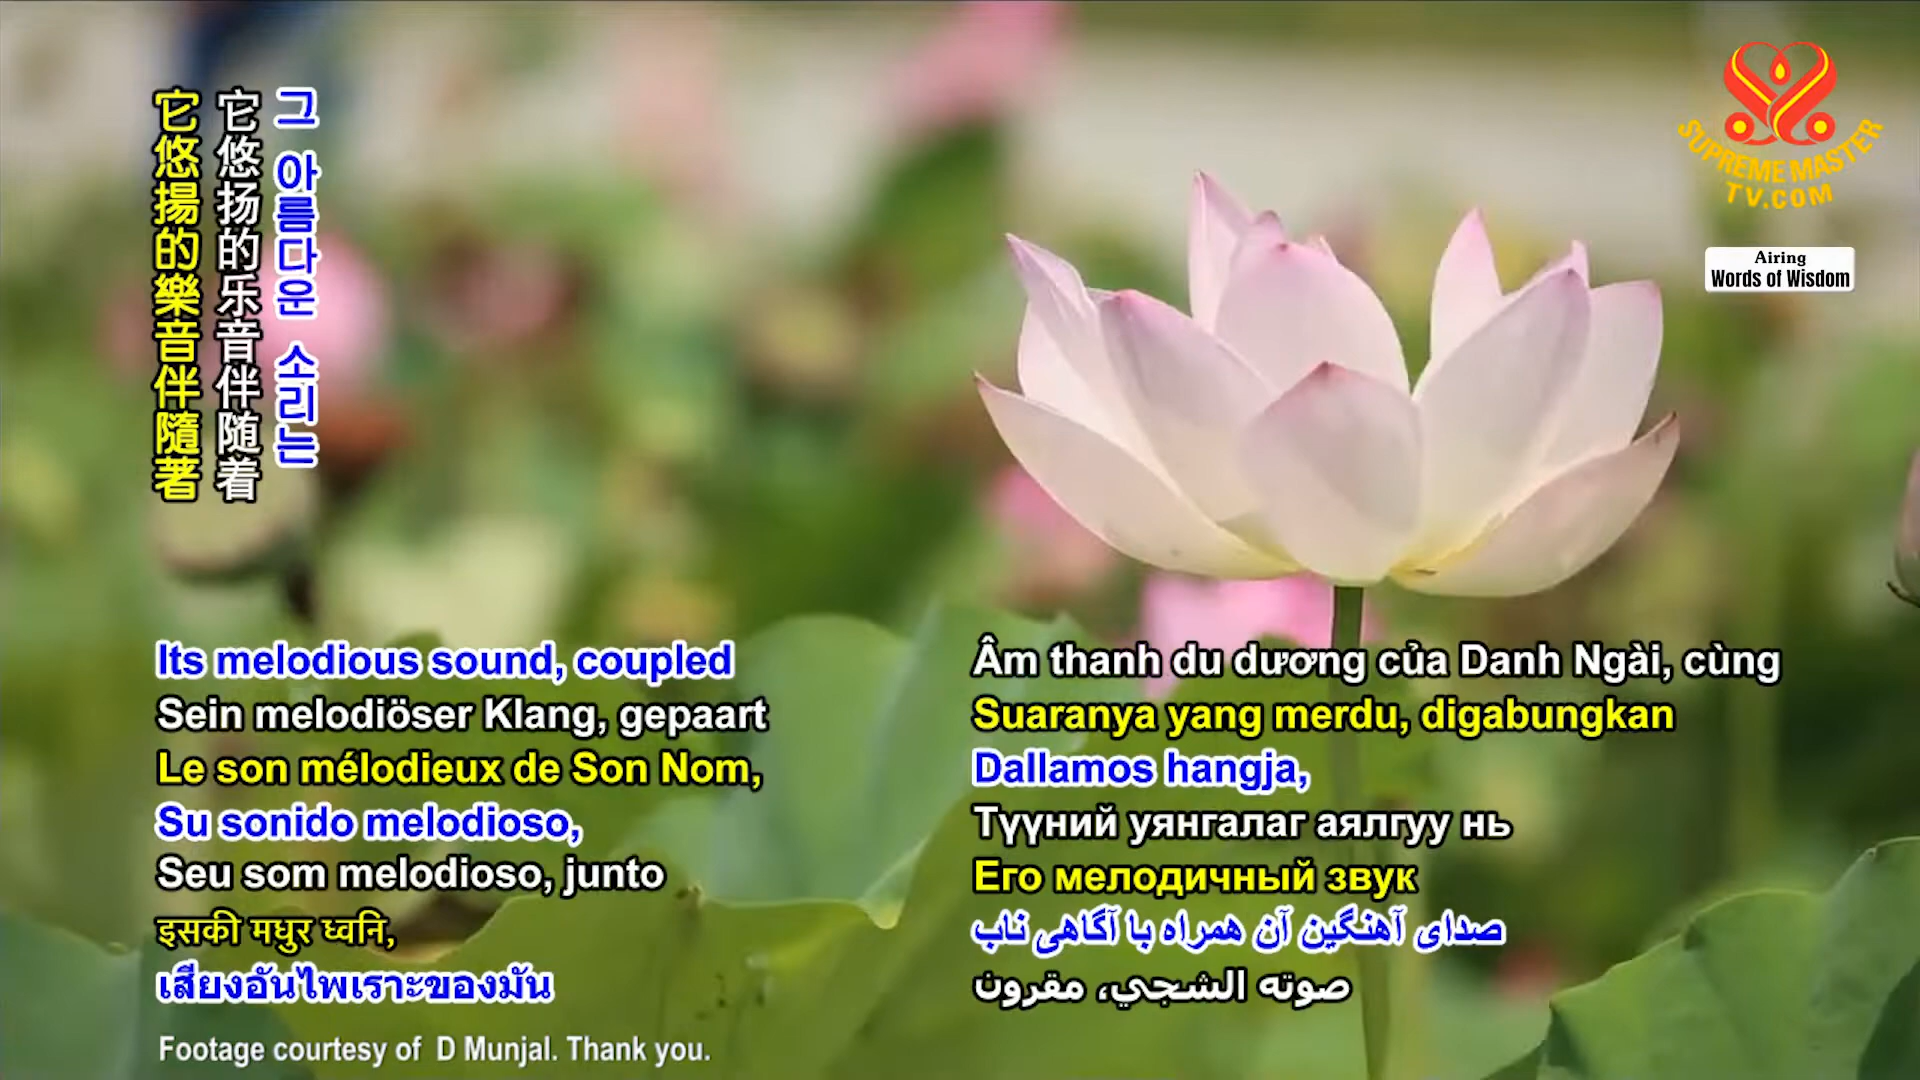 它悠揚的樂音伴隨著
它悠扬的乐音伴随着
그 아름다운 소리는
SUPREME MASTER
TV.COM
Airing
Words of Wisdom
Its melodious sound, coupled
Sein melodiöser Klang, gepaart
Le son mélodieux de Son Nom,
Su sonido melodioso,
Seu som melodioso, junto
इसकी मधुर ध्वनि,
เสียงอันไพเราะของมัน
Âm thanh du dương của Danh Ngài, cùng
Suaranya yang merdu, digabungkan
Dallamos hangja,
Түүний уянгалаг аялгуу нь
Его мелодичный звук
صدای آهنگین آن همراه با آگاهی ناب
صوته الشجي، مقرون
Footage courtesy of D Munjal. Thank you.